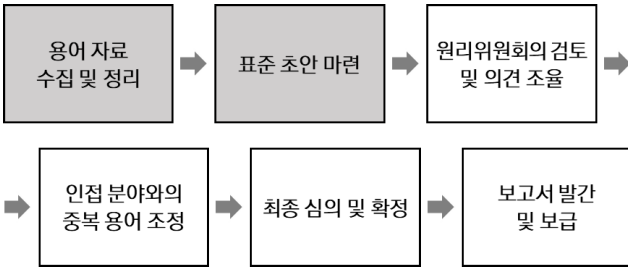 용어 자료
수집 및 정리
표준 초안 마련
원리위원회의 검토
및 의견 조율
인접 분야와의
중복 용어 조정
최종 심의 및 확정
보고서 발간
및 보급